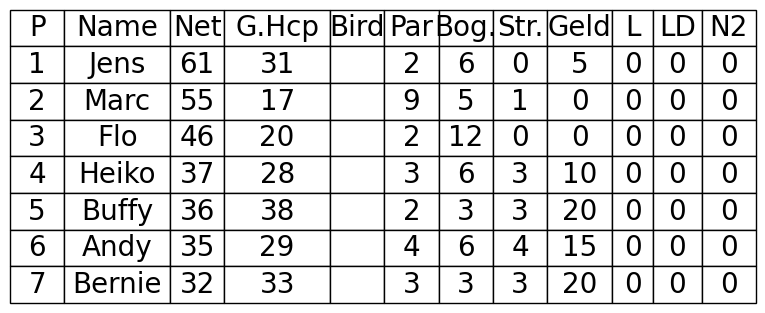 P Name Net G.Hcp Bird Par Bog. Str. Geld L LD N2
1 Jens 61 31 2 6 0 5 0 0 0
2 Marc 55 17 9 5 1 0 0 0 0
3 Flo 46 20 2 12 0 0 0 0 0
4 Heiko 37 28 3 6 3 10 0 0 0
5 Buffy 36 38 2 3 3 20 0 0 0
6 Andy 35 29 4 6 4 15 0 0 0
7 Bernie 32 33 3 3 3 20 0 0 0